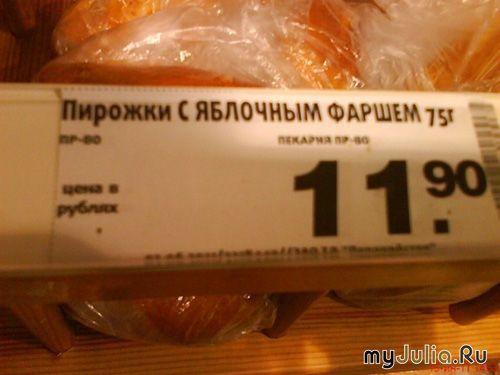 Пирожки С ЯБЛОЧНЫМ ФАРШЕМ 75г
ПР-ВО ПЕКАРНЯ ПР-ВО
цена в
рублях
11.90
myJulia.Ru